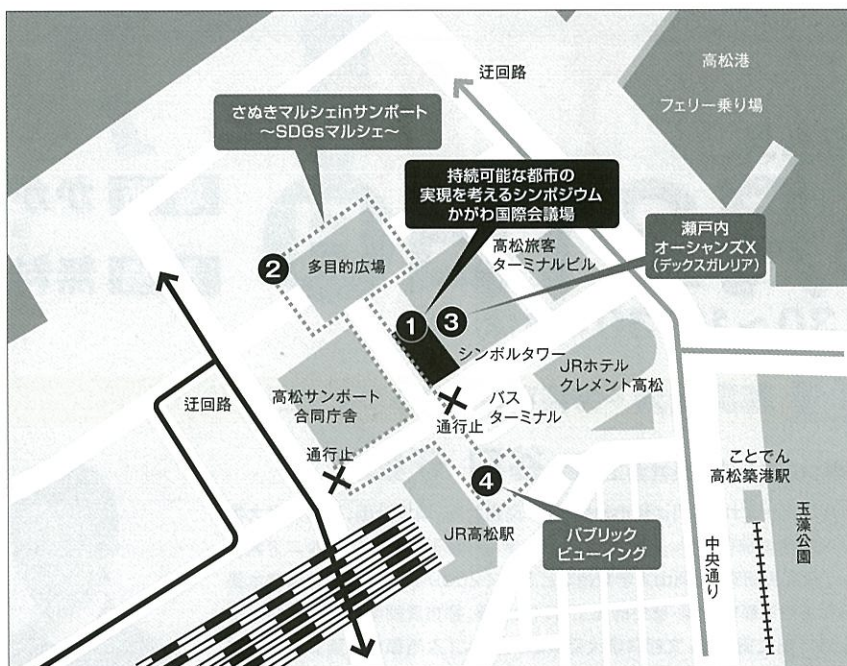 迂回路
高松港
フェリー乗り場
さぬきマルシェinサンポート
～SDGsマルシェ～
持続可能な都市の
実現を考えるシンポジウム
かがわ国際会議場
瀬戸内
オーシャンズX
(デックスガレリア)
高松旅客
ターミナルビル
2
多目的広場
1
3
シンボルタワー
JRホテル
クレメント高松
迂回路
高松サンポート
合同庁舎
バス
ターミナル
通行止
通行止
ことでん
高松築港駅
4
JR高松駅
パブリック
ビューイング
中央通り
玉藻公園